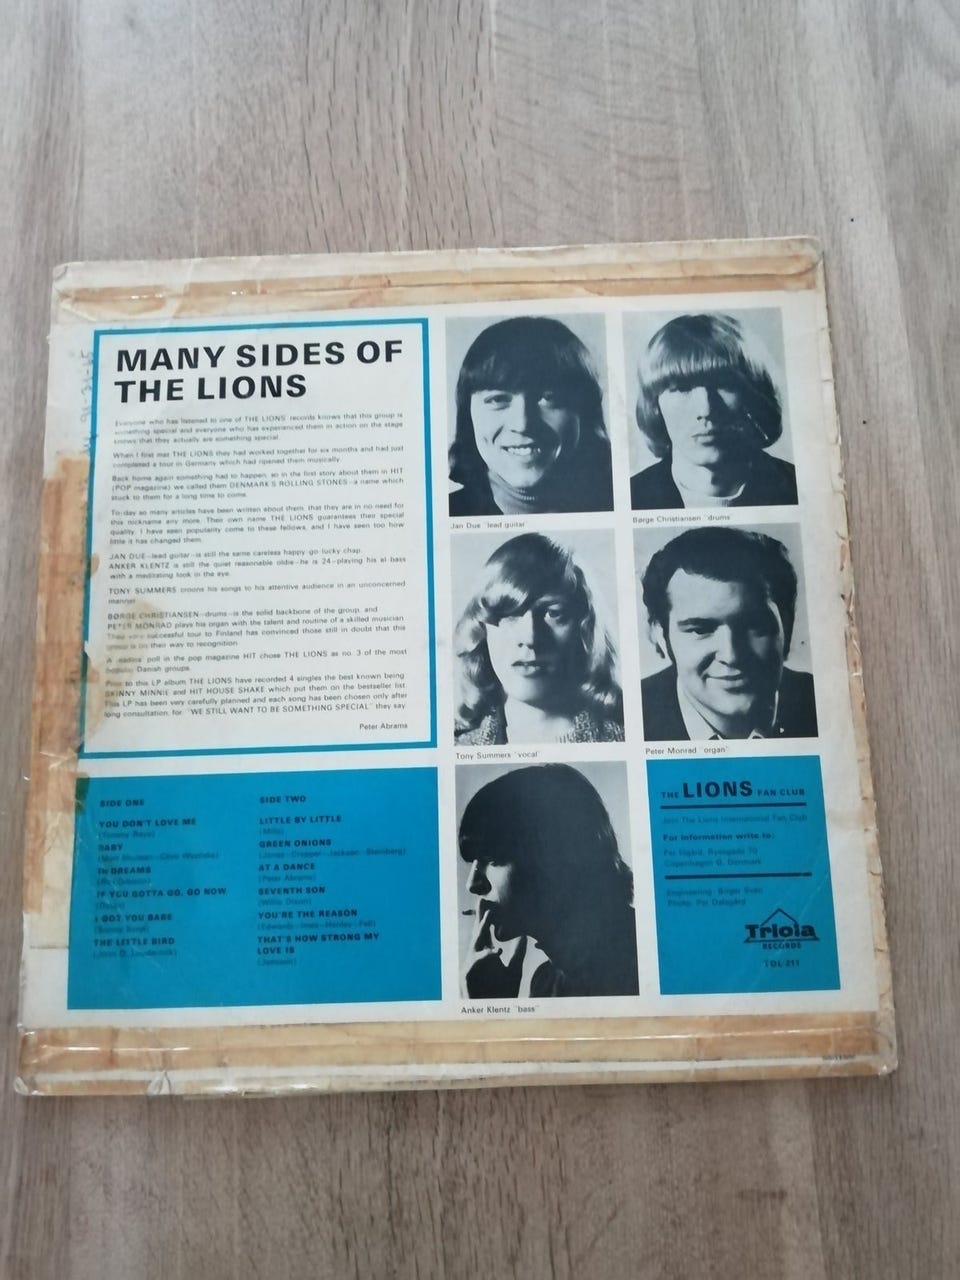 MANY SIDES OF
THE LIONS
Everyone who has listened to one of THE LIONS' records knows that this group is
something special and everyone who has experienced them in action on the stage
knows that they actually are something special.
When I first met THE LIONS they had worked together for six months and had just
completed a tour in Germany which had ripened them musically.
Back home again something had to happen, so in the first story about them in HIT
(POP magazine) we called them DENMARK'S ROLLING STONES - a name which
stuck to them for a long time to come.
To-day so many articles have been written about them, that they are in no need for
this nickname any more. Their own name THE LIONS guarantees their special
quality. I have seen popularity come to these fellows, and I have seen too how
little it has changed them.
JAN DUE - lead guitar - is still the same careless happy-go-lucky chap.
ANKER KLENTZ is still the quiet reasonable oldie - he is 24 - playing his el-bass
with a meditating look in the eye.
TONY SUMMERS croons his songs to his attentive audience in an unconcerned
manner.
BØRGE CHRISTIANSEN - drums - is the solid backbone of the group, and
PETER MONRAD plays his organ with the talent and routine of a skilled musician.
Their very successful tour to Finland has convinced those still in doubt that this
group is on their way to recognition.
A readers' poll in the pop magazine HIT chose THE LIONS as no. 3 of the most
popular Danish groups.
Prior to this LP album THE LIONS have recorded 4 singles the best known being
SKINNY MINNIE and HIT HOUSE SHAKE which put them on the bestseller list.
This LP has been very carefully planned and each song has been chosen only after
long consultation, for "WE STILL WANT TO BE SOMETHING SPECIAL" they say.
Peter Abrams
Jan Due "lead guitar"
Børge Christiansen "drums"
Tony Summers "vocal"
Peter Monrad "organ"
Anker Klentz "bass"
SIDE ONE
YOU DON'T LOVE ME
(Tommy Raye)
BABY
IN DREAMS
(Roy Orbison)
IF YOU GOTTA GO, GO NOW
(Dylan)
I GOT YOU BABE
(Sonny Bono)
THE LITTLE BIRD
(John D. Loudermilk)
SIDE TWO
LITTLE BY LITTLE
(Mills)
GREEN ONIONS
(Jones - Cropper - Jackson - Steinberg)
AT A DANCE
(Peter Abrams)
SEVENTH SON
(Willie Dixon)
YOU'RE THE REASON
THAT'S HOW STRONG MY
LOVE IS
(Jamison)
THE LIONS FAN CLUB
Join The Lions International Fan Club
For information write to:
Copenhagen Denmark
Engineering: Birger Svan
Photo: Per Dalsgård
Triola
RECORDS
TDL 211